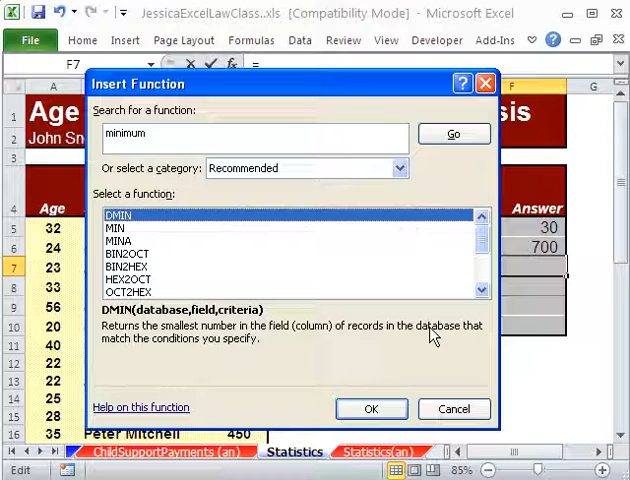 JessicaExcelLawClass..xls [Compatibility Mode] - Microsoft Excel
File Home Insert Page Layout Formulas Data Review View Developer Add-Ins
F7 =
Insert Function
Search for a function:
minimum
Go
Or select a category: Recommended
Select a function:
DMIN
MIN
MINA
BIN2OCT
BIN2HEX
HEX2OCT
OCT2HEX
DMIN(database,field,criteria)
Returns the smallest number in the field (column) of records in the database that
match the conditions you specify.
Help on this function
OK Cancel
A F G
1 Age
2 John
3
4 Age Answer
5 32 30
6 24 700
7 23
8 33
9 56
10 20
11 40
12 22
13 22
14 25
15 28
16 35 Peter Mitchell 450
ChildSupportPayments (an) Statistics Statistics(an)
Edit 85%